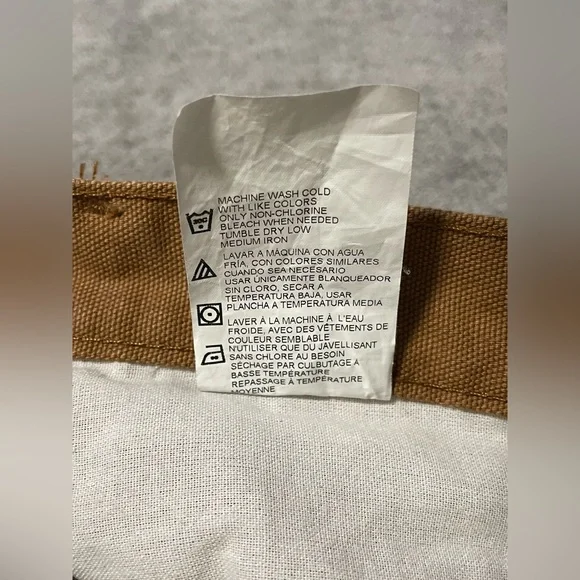 MACHINE WASH COLD
WITH LIKE COLORS
ONLY NON-CHLORINE
BLEACH WHEN NEEDED
TUMBLE DRY LOW
MEDIUM IRON
LAVAR A MÁQUINA CON AGUA
FRÍA, CON COLORES SIMILARES
CUANDO SEA NECESARIO
USAR ÚNICAMENTE BLANQUEADOR
SIN CLORO, SECAR A
TEMPERATURA BAJA, USAR
PLANCHA A TEMPERATURA MEDIA
LAVER À LA MACHINE À L'EAU
FROIDE, AVEC DES VÊTEMENTS DE
COULEUR SEMBLABLE
N'UTILISER QUE DU JAVELLISANT
SANS CHLORE AU BESOIN
SÉCHAGE PAR CULBUTAGE À
BASSE TEMPÉRATURE
REPASSAGE À TEMPÉRATURE
MOYENNE